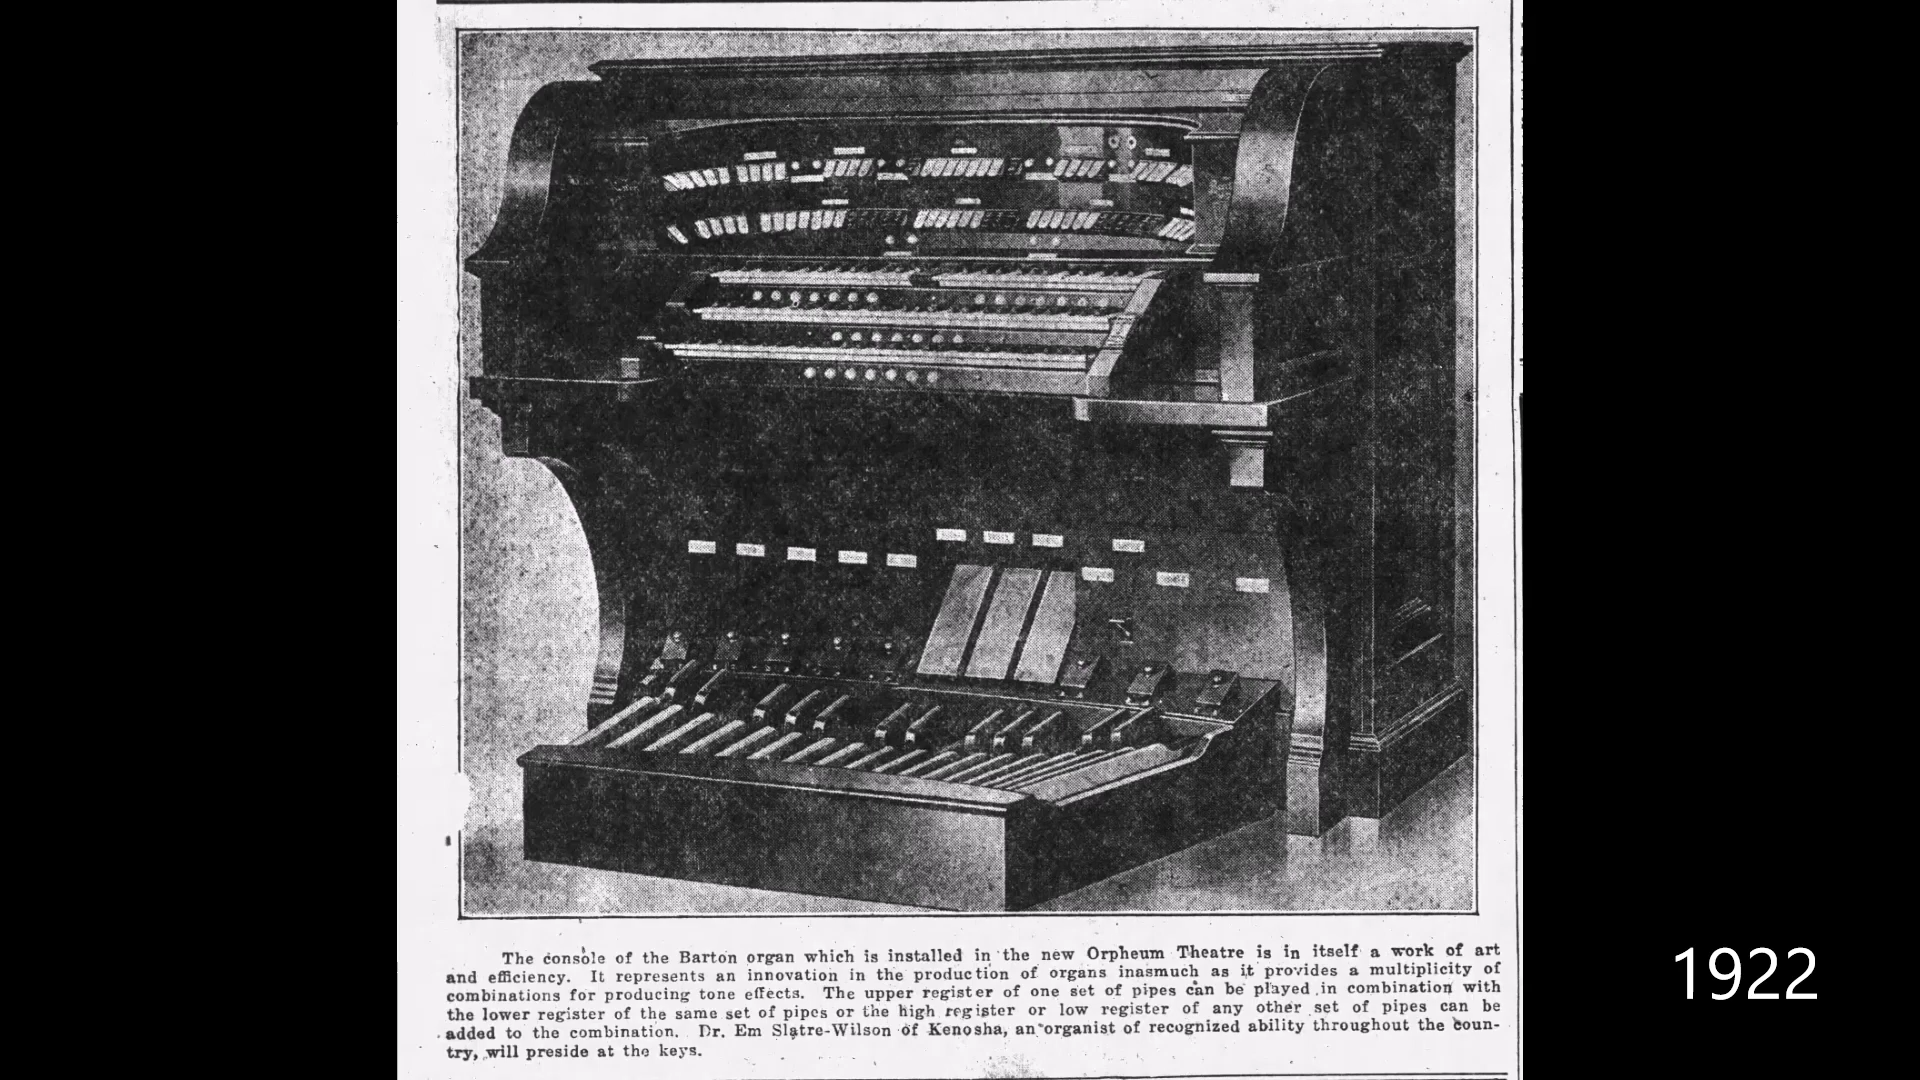 The console of the Barton organ which is installed in the new Orpheum Theatre is in itself a work of art
and efficiency. It represents an innovation in the production of organs inasmuch as it provides a multiplicity of
combinations for producing tone effects. The upper register of one set of pipes can be played in combination with
the lower register of the same set of pipes or the high register or low register of any other set of pipes can be
added to the combination. Dr. Em Slatre-Wilson of Kenosha, an organist of recognized ability throughout the coun-
try, will preside at the keys.
1922